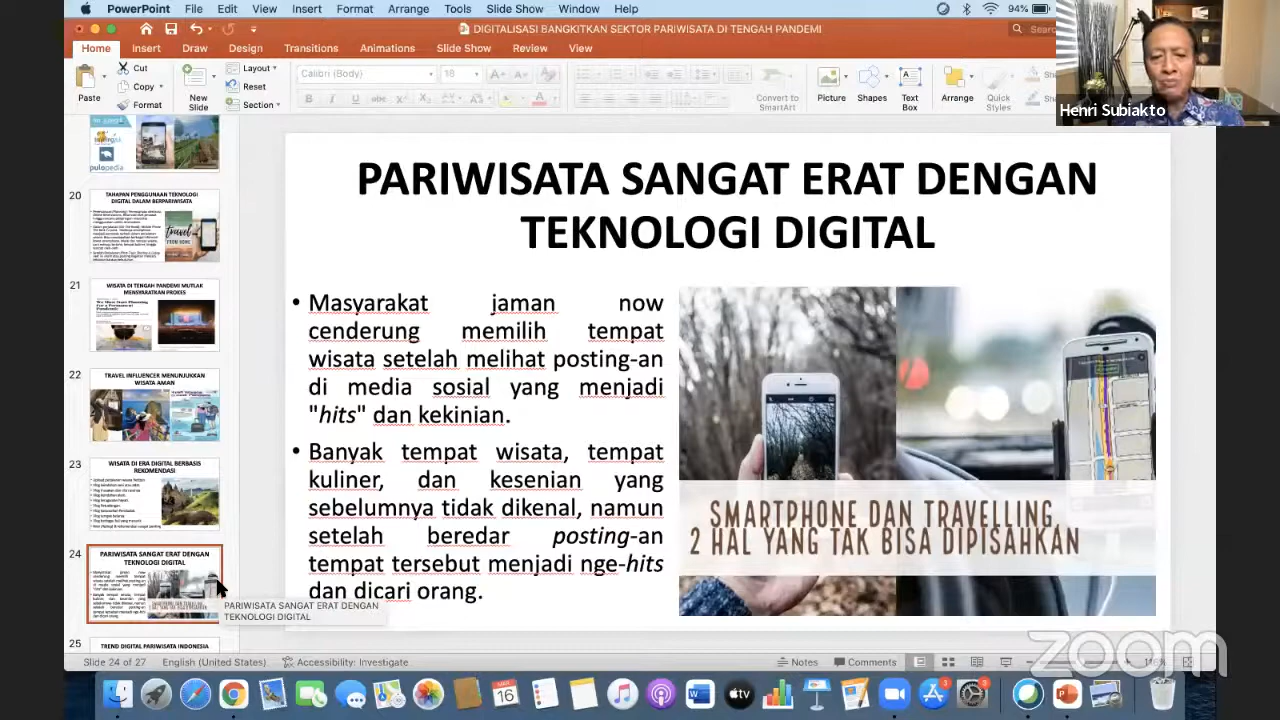 PowerPoint File Edit View Insert Format Arrange Tools Slide Show Window Help 94%
DIGITALISASI BANGKITKAN SEKTOR PARIWISATA DI TENGAH PANDEMI
Home Insert Draw Design Transitions Animations Slide Show Review View
Paste Cut Copy Format
New Slide
Layout
Reset
Section
Calibri (Body) 18
Convert to SmartArt
Picture Shapes Text Box Arrange Quick Styles
Henri Subiakto
pulopedia
20
TAHAPAN PENGGUNAAN TEKNOLOGI
DIGITAL DALAM BERPARIWISATA
21
WISATA DI TENGAH PANDEMI MUTLAK
MENSYARATKAN PROKES
22
TRAVEL INFLUENCER MENUNJUKKAN
WISATA AMAN
23
WISATA DI ERA DIGITAL BERBASIS
REKOMENDASI
24
PARIWISATA SANGAT ERAT DENGAN
TEKNOLOGI DIGITAL
PARIWISATA SANGAT ERAT DENGAN
TEKNOLOGI DIGITAL
25
TREND DIGITAL PARIWISATA INDONESIA
PARIWISATA SANGAT ERAT DENGAN
TEKNOLOGI DIGITAL
• Masyarakat jaman now
cenderung memilih tempat
wisata setelah melihat posting-an
di media sosial yang menjadi
"hits" dan kekinian.
• Banyak tempat wisata, tempat
kuliner, dan kesenian yang
sebelumnya tidak dikenal, namun
setelah beredar posting-an
tempat tersebut menjadi nge-hits
dan dicari orang.
SMARTPHONE DAN TRAVELLING
2 HAL YANG TAK BISA DIPISAHKAN
Slide 24 of 27 English (United States) Accessibility: Investigate Notes Comments
zoom